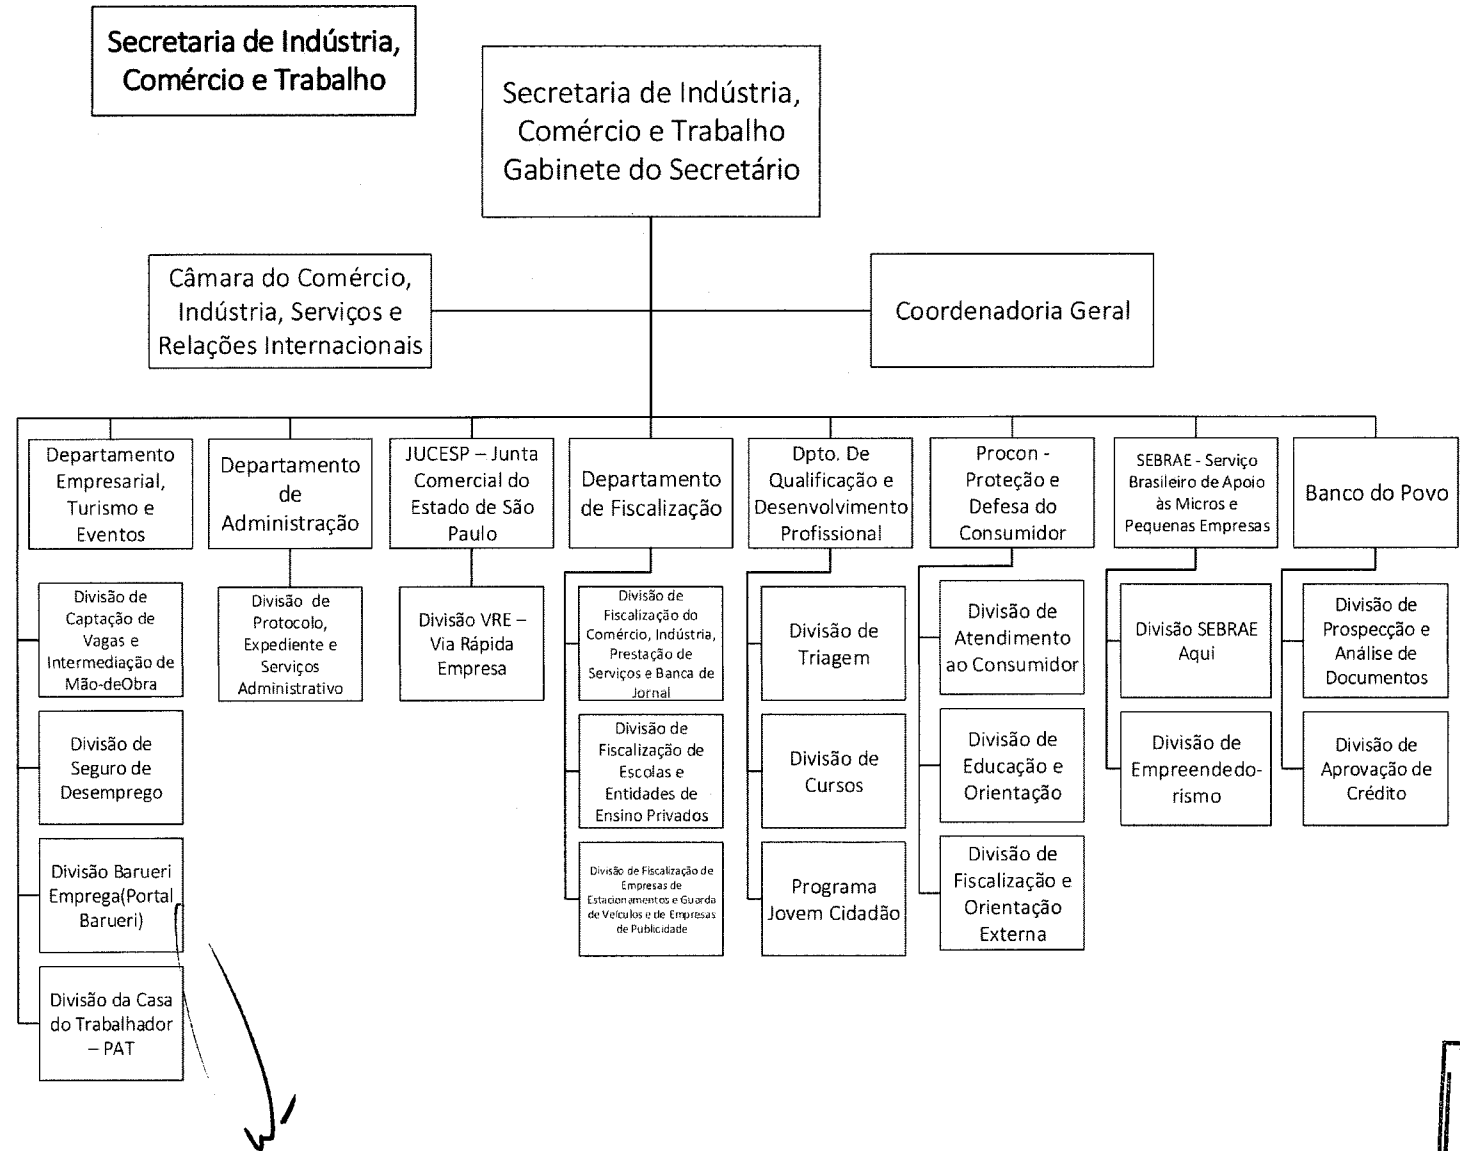 Secretaria de Indústria,
Comércio e Trabalho
Secretaria de Indústria,
Comércio e Trabalho
Gabinete do Secretário
Câmara do Comércio,
Indústria, Serviços e
Relações Internacionais
Coordenadoria Geral
Departamento
Empresarial,
Turismo e
Eventos
Departamento
de
Administração
JUCESP – Junta
Comercial do
Estado de São
Paulo
Departamento
de Fiscalização
Dpto. De
Qualificação e
Desenvolvimento
Profissional
Procon -
Proteção e
Defesa do
Consumidor
SEBRAE - Serviço
Brasileiro de Apoio
às Micros e
Pequenas Empresas
Banco do Povo
Divisão de
Captação de
Vagas e
Intermediação de
Mão-deObra
Divisão de
Seguro de
Desemprego
Divisão Barueri
Emprega(Portal
Barueri)
Divisão da Casa
do Trabalhador
– PAT
Divisão de
Protocolo,
Expediente e
Serviços
Administrativo
Divisão VRE –
Via Rápida
Empresa
Divisão de
Fiscalização do
Comércio, Indústria,
Prestação de
Serviços e Banca de
Jornal
Divisão de
Fiscalização de
Escolas e
Entidades de
Ensino Privados
Divisão de Fiscalização de
Empresas de
Estacionamentos e Guarda
de Veículos e de Empresas
de Publicidade
Divisão de
Triagem
Divisão de
Cursos
Programa
Jovem Cidadão
Divisão de
Atendimento
ao Consumidor
Divisão de
Educação e
Orientação
Divisão de
Fiscalização e
Orientação
Externa
Divisão SEBRAE
Aqui
Divisão de
Empreendedo-
rismo
Divisão de
Prospecção e
Análise de
Documentos
Divisão de
Aprovação de
Crédito